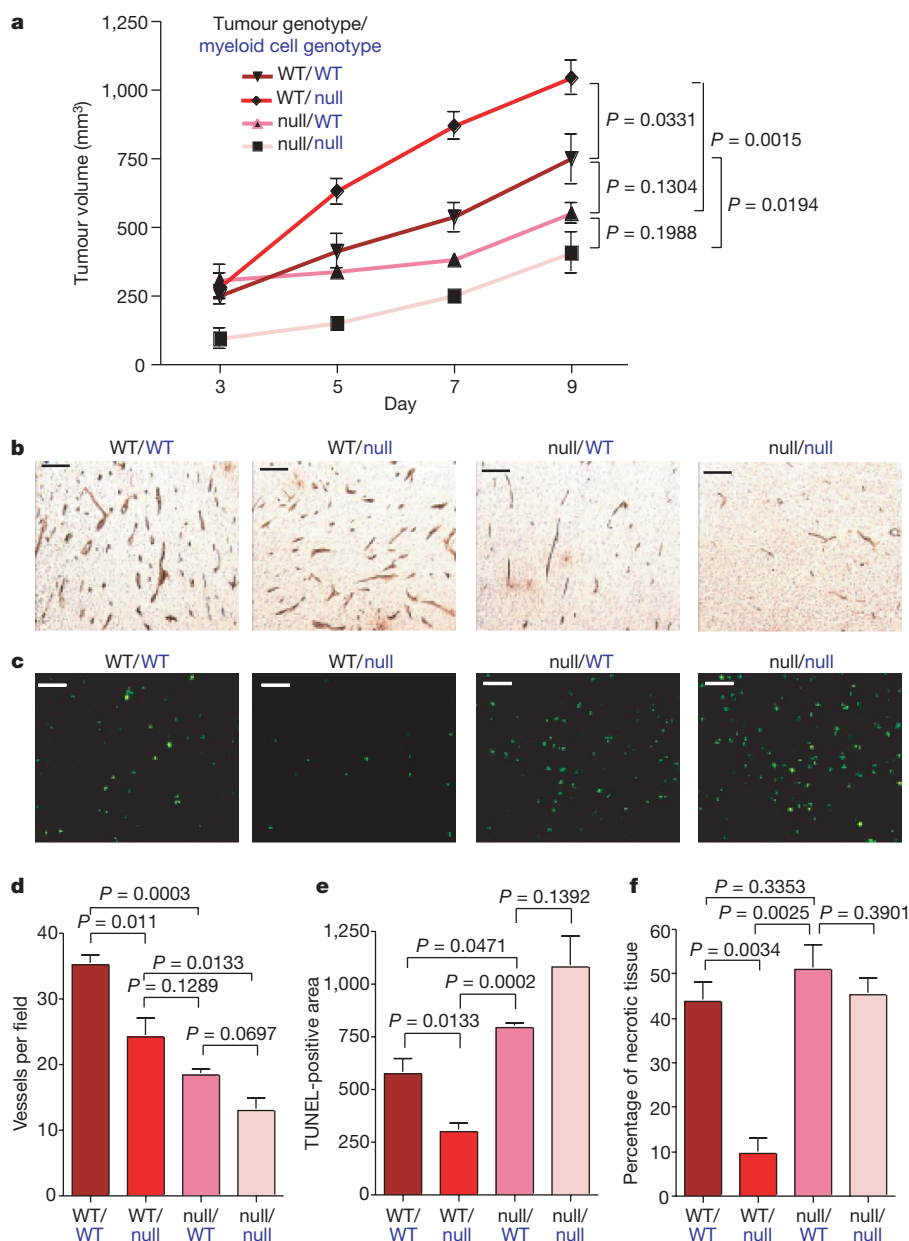 a
Tumour genotype/
myeloid cell genotype
WT/WT
WT/null
null/WT
null/null
Tumour volume (mm³)
1,250
1,000
750
500
250
0
3 5 7 9
Day
P = 0.0331
P = 0.0015
P = 0.1304
P = 0.0194
P = 0.1988
b
WT/WT WT/null null/WT null/null
c
WT/WT WT/null null/WT null/null
d
P = 0.0003
P = 0.011
P = 0.0133
P = 0.1289
P = 0.0697
Vessels per field
40
30
20
10
0
WT/WT WT/null null/WT null/null
e
P = 0.1392
P = 0.0471
P = 0.0002
P = 0.0133
TUNEL-positive area
1,250
1,000
750
500
250
0
WT/WT WT/null null/WT null/null
f
P = 0.3353
P = 0.0025 P = 0.3901
P = 0.0034
Percentage of necrotic tissue
60
50
40
30
20
10
0
WT/WT WT/null null/WT null/null